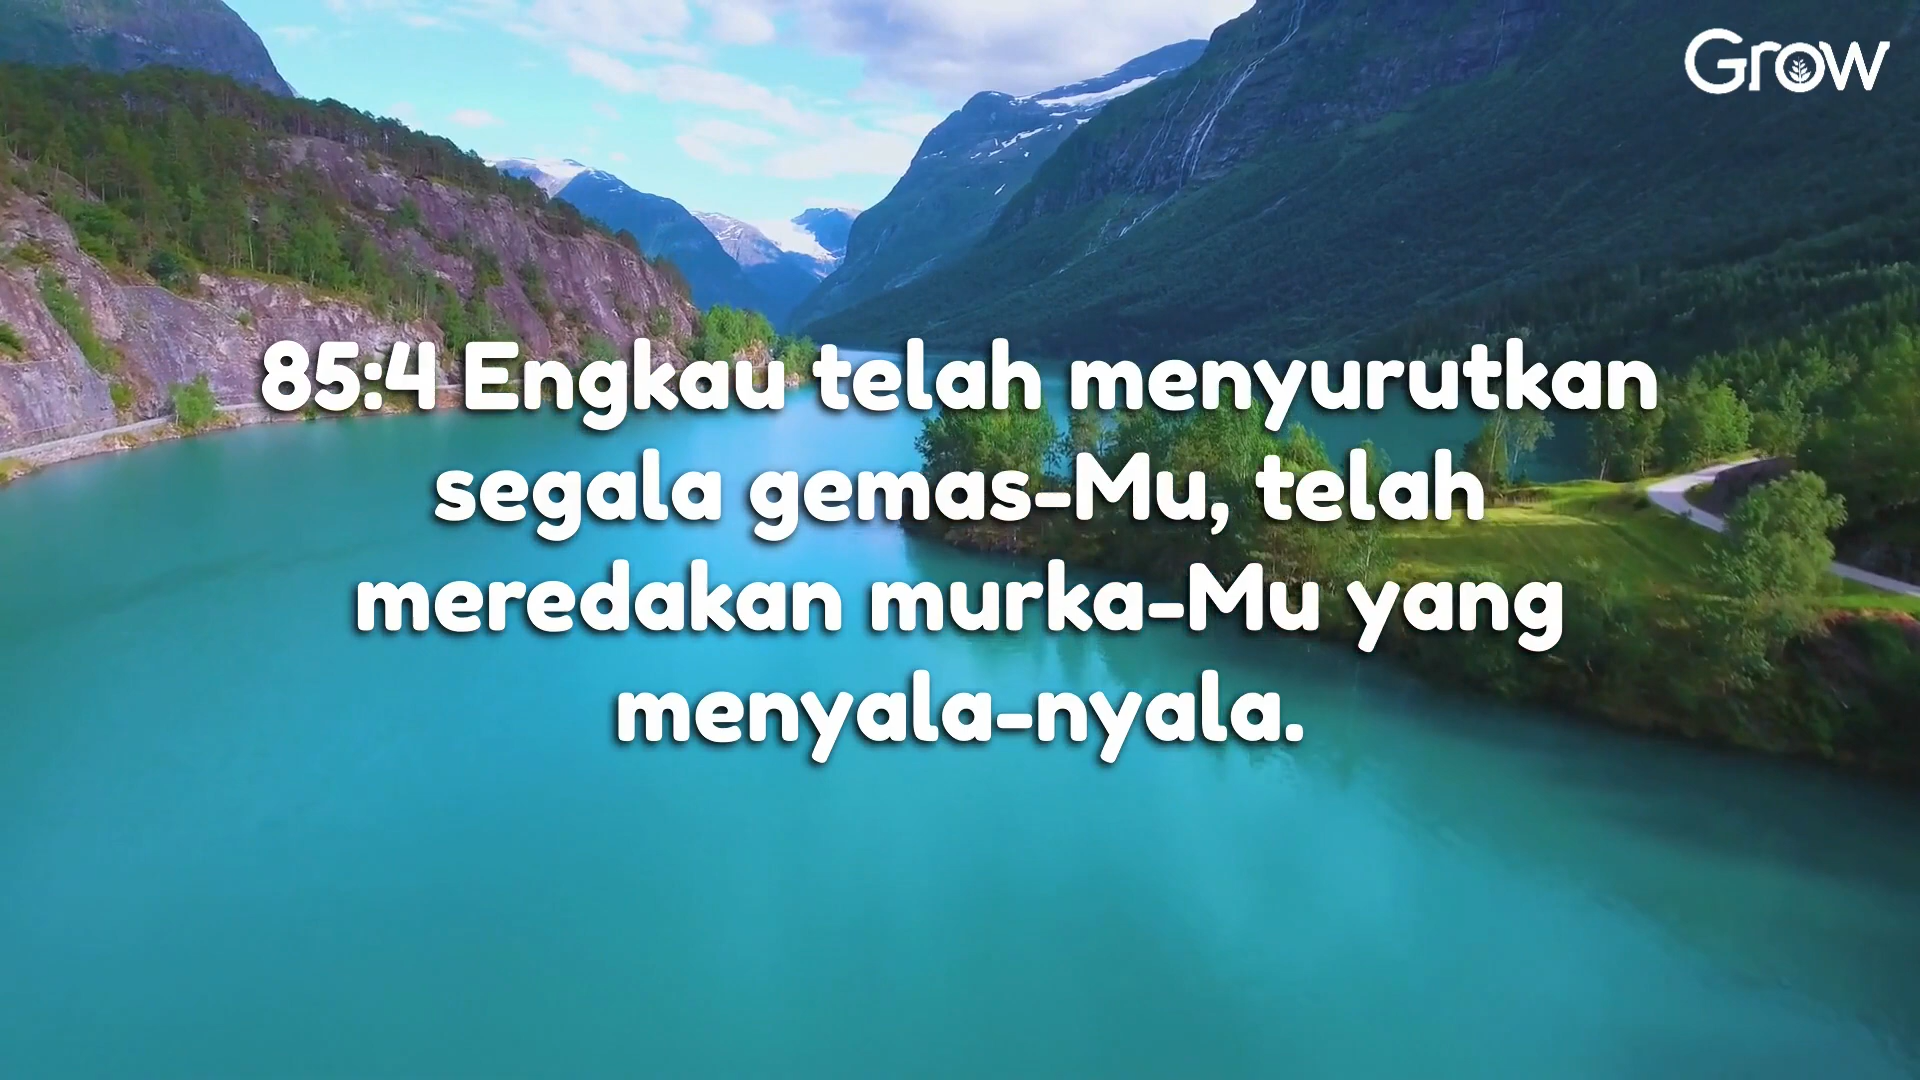 Grow
85:4 Engkau telah menyurutkan
segala gemas-Mu, telah
meredakan murka-Mu yang
menyala-nyala.